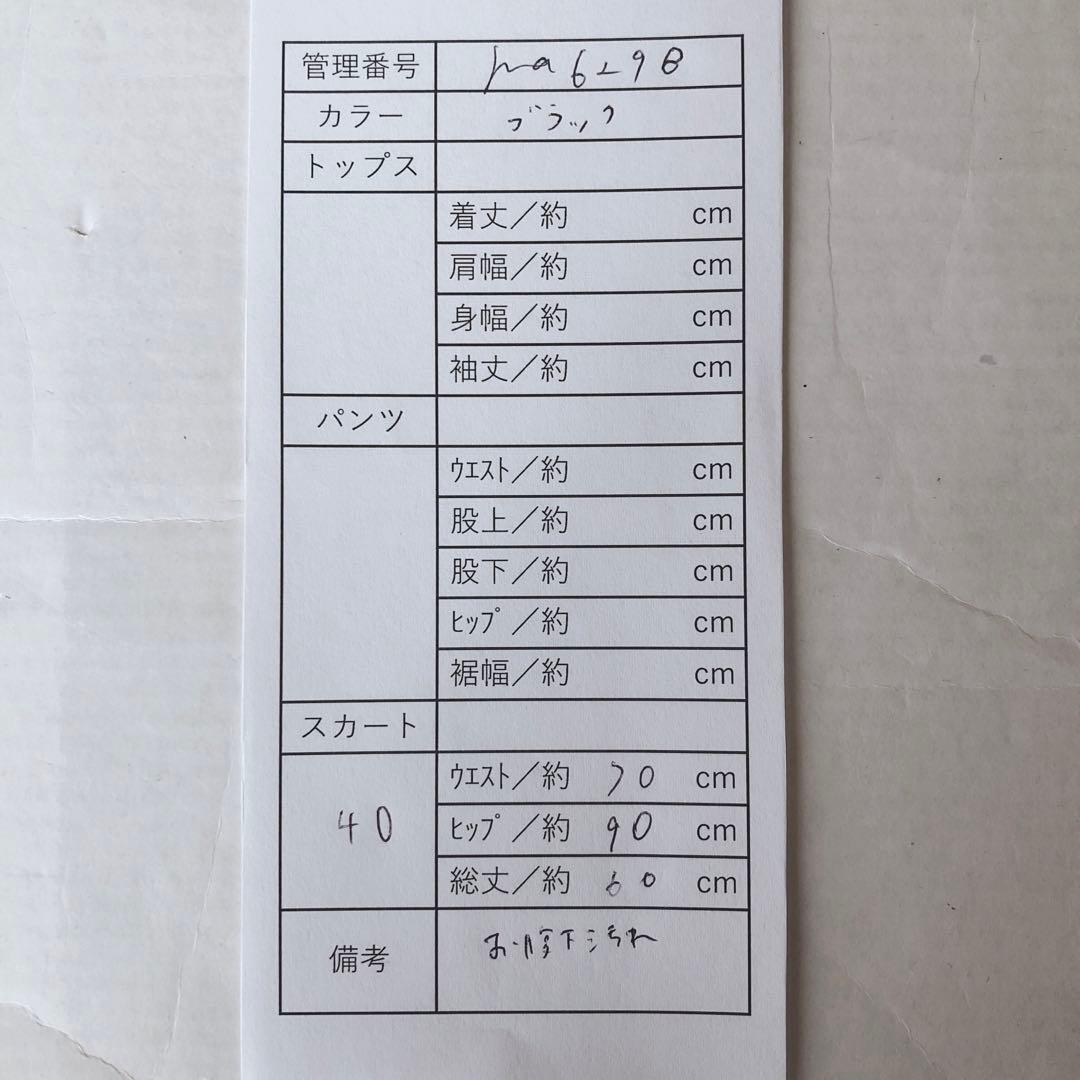 管理番号
カラー ブラック
トップス
着丈／約 cm
肩幅／約 cm
身幅／約 cm
袖丈／約 cm
パンツ
ウエスト／約 cm
股上／約 cm
股下／約 cm
ヒップ／約 cm
裾幅／約 cm
スカート
40
ウエスト／約 70 cm
ヒップ／約 90 cm
総丈／約 60 cm
備考 汚れ